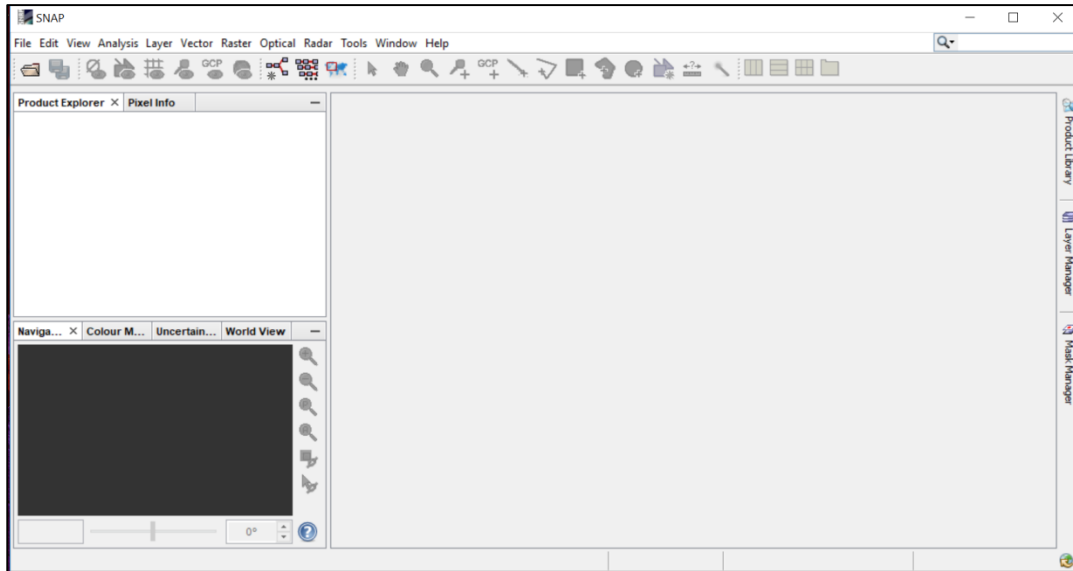 SNAP
File Edit View Analysis Layer Vector Raster Optical Radar Tools Window Help
GCP GCP
Product Explorer Pixel Info
Naviga... Colour M... Uncertain... World View
0°
Product Library
Layer Manager
Mask Manager